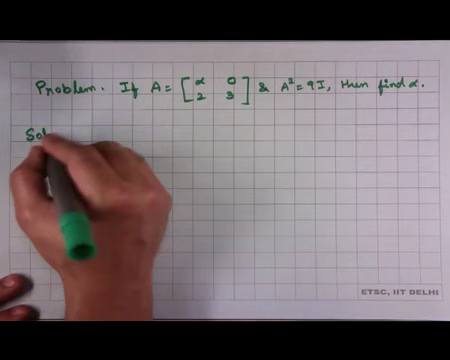 Problem. If A = [α 0
2 3] & A² = 9I, then find α.
Sol
ETSC, IIT DELHI